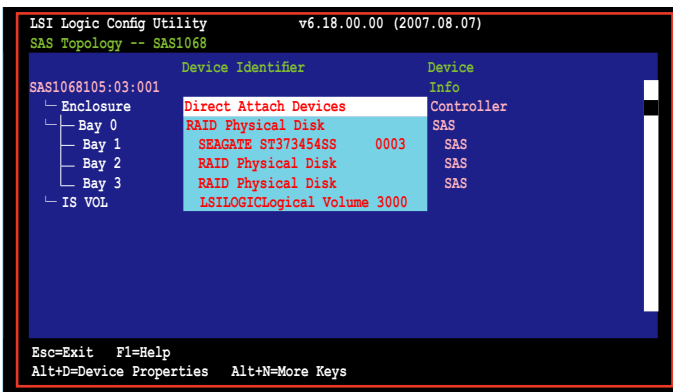 LSI Logic Config Utility v6.18.00.00 (2007.08.07)
SAS Topology -- SAS1068
Device Identifier Device
SAS1068105:03:001 Info
Enclosure Direct Attach Devices Controller
Bay 0 RAID Physical Disk SAS
Bay 1 SEAGATE ST373454SS 0003 SAS
Bay 2 RAID Physical Disk SAS
Bay 3 RAID Physical Disk SAS
IS VOL LSILOGICLogical Volume 3000
Esc=Exit F1=Help
Alt+D=Device Properties Alt+N=More Keys